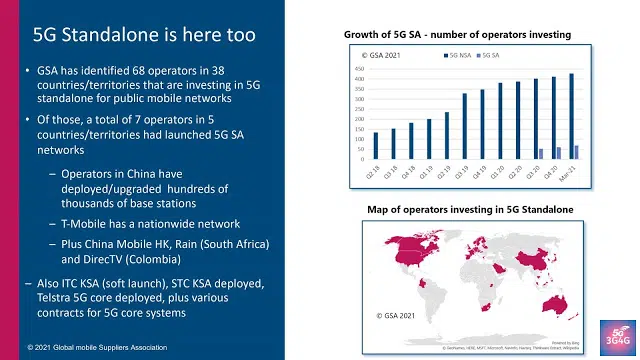 5G Standalone is here too
• GSA has identified 68 operators in 38
countries/territories that are investing in 5G
standalone for public mobile networks
• Of those, a total of 7 operators in 5
countries/territories had launched 5G SA
networks
– Operators in China have
deployed/upgraded hundreds of
thousands of base stations
– T-Mobile has a nationwide network
– Plus China Mobile HK, Rain (South Africa)
and DirecTV (Colombia)
– Also ITC KSA (soft launch), STC KSA deployed,
Telstra 5G core deployed, plus various
contracts for 5G core systems
© 2021 Global mobile Suppliers Association
Growth of 5G SA - number of operators investing
© GSA 2021
5G NSA 5G SA
450
400
350
300
250
200
150
100
50
0
Q2 18 Q3 18 Q4 18 Q1 19 Q2 19 Q3 19 Q4 19 Q1 20 Q2 20 Q3 20 Q4 20 Mar-21
Map of operators investing in 5G Standalone
© GSA 2021
Powered by Bing
© GeoNames, HERE, MSFT, Microsoft, NavInfo, Navteq, Thinkware Extract, Wikipedia
5G
3G4G